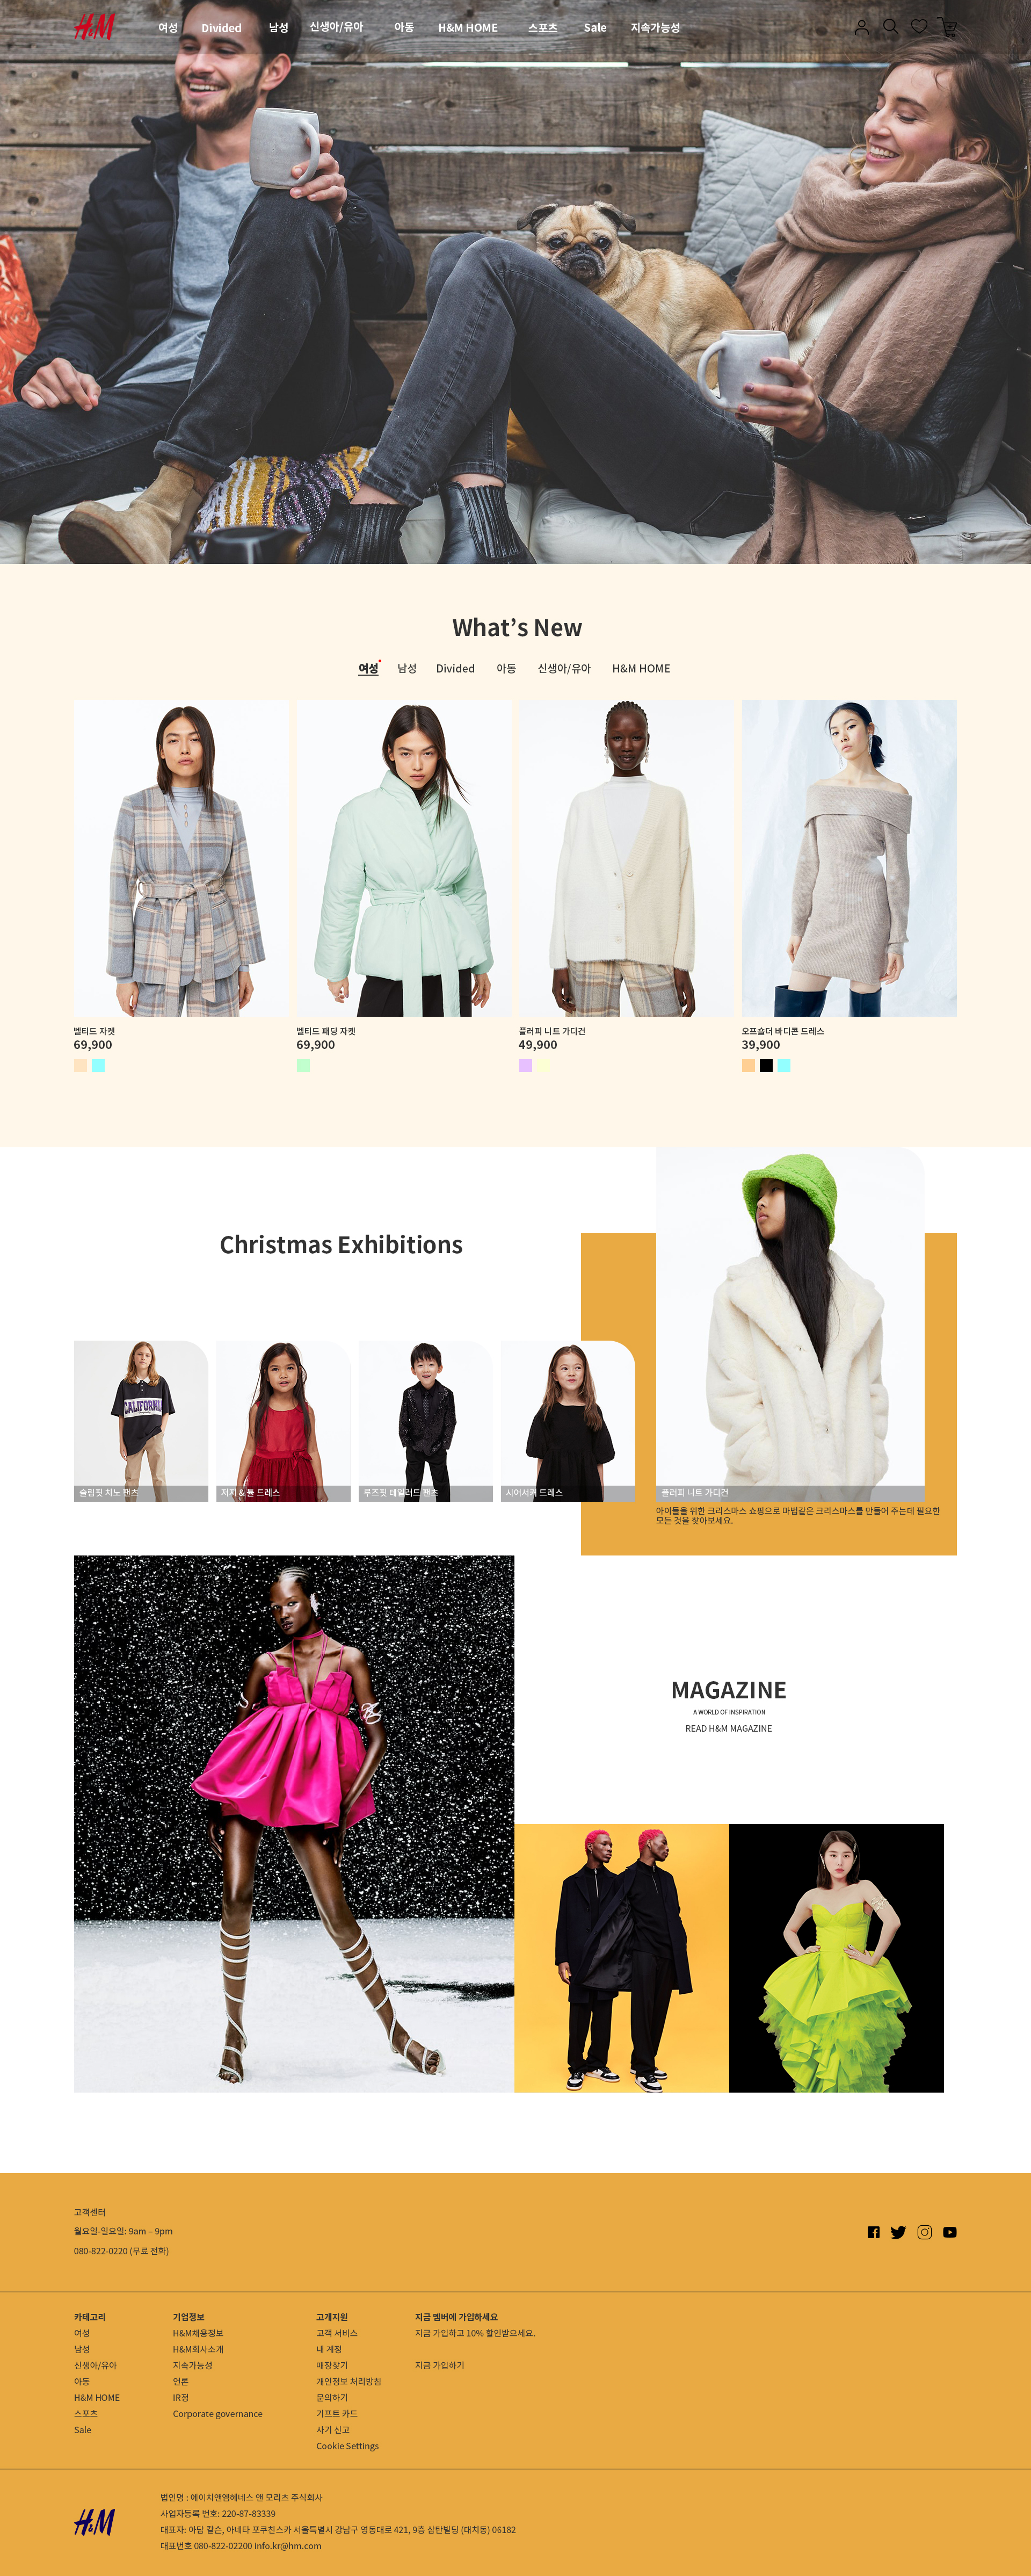 H&M
여성 Divided 남성 신생아/유아 아동 H&M HOME 스포츠 Sale 지속가능성
What's New
여성 남성 Divided 아동 신생아/유아 H&M HOME
벨티드 자켓
69,900
벨티드 패딩 자켓
69,900
플러피 니트 가디건
49,900
오프숄더 바디콘 드레스
39,900
Christmas Exhibitions
CALIFORNIA
슬림핏 치노 팬츠
저지 & 튤 드레스
루즈핏 테일러드 팬츠
시어서커 드레스
플러피 니트 가디건
아이들을 위한 크리스마스 쇼핑으로 마법같은 크리스마스를 만들어 주는데 필요한
모든 것을 찾아보세요.
MAGAZINE
A WORLD OF INSPIRATION
READ H&M MAGAZINE
고객센터
월요일-일요일: 9am – 9pm
080-822-0220 (무료 전화)
카테고리
여성
남성
신생아/유아
아동
H&M HOME
스포츠
Sale
기업정보
H&M채용정보
H&M회사소개
지속가능성
언론
IR정
Corporate governance
고개지원
고객 서비스
내 계정
매장찾기
개인정보 처리방침
문의하기
기프트 카드
사기 신고
Cookie Settings
지금 멤버에 가입하세요
지금 가입하고 10% 할인받으세요.
지금 가입하기
H&M
법인명 : 에이치앤엠헤네스 앤 모리츠 주식회사
사업자등록 번호: 220-87-83339
대표자: 아담 칼슨, 아네타 포쿠친스카 서울특별시 강남구 영동대로 421, 9층 삼탄빌딩 (대치동) 06182
대표번호 080-822-02200 info.kr@hm.com